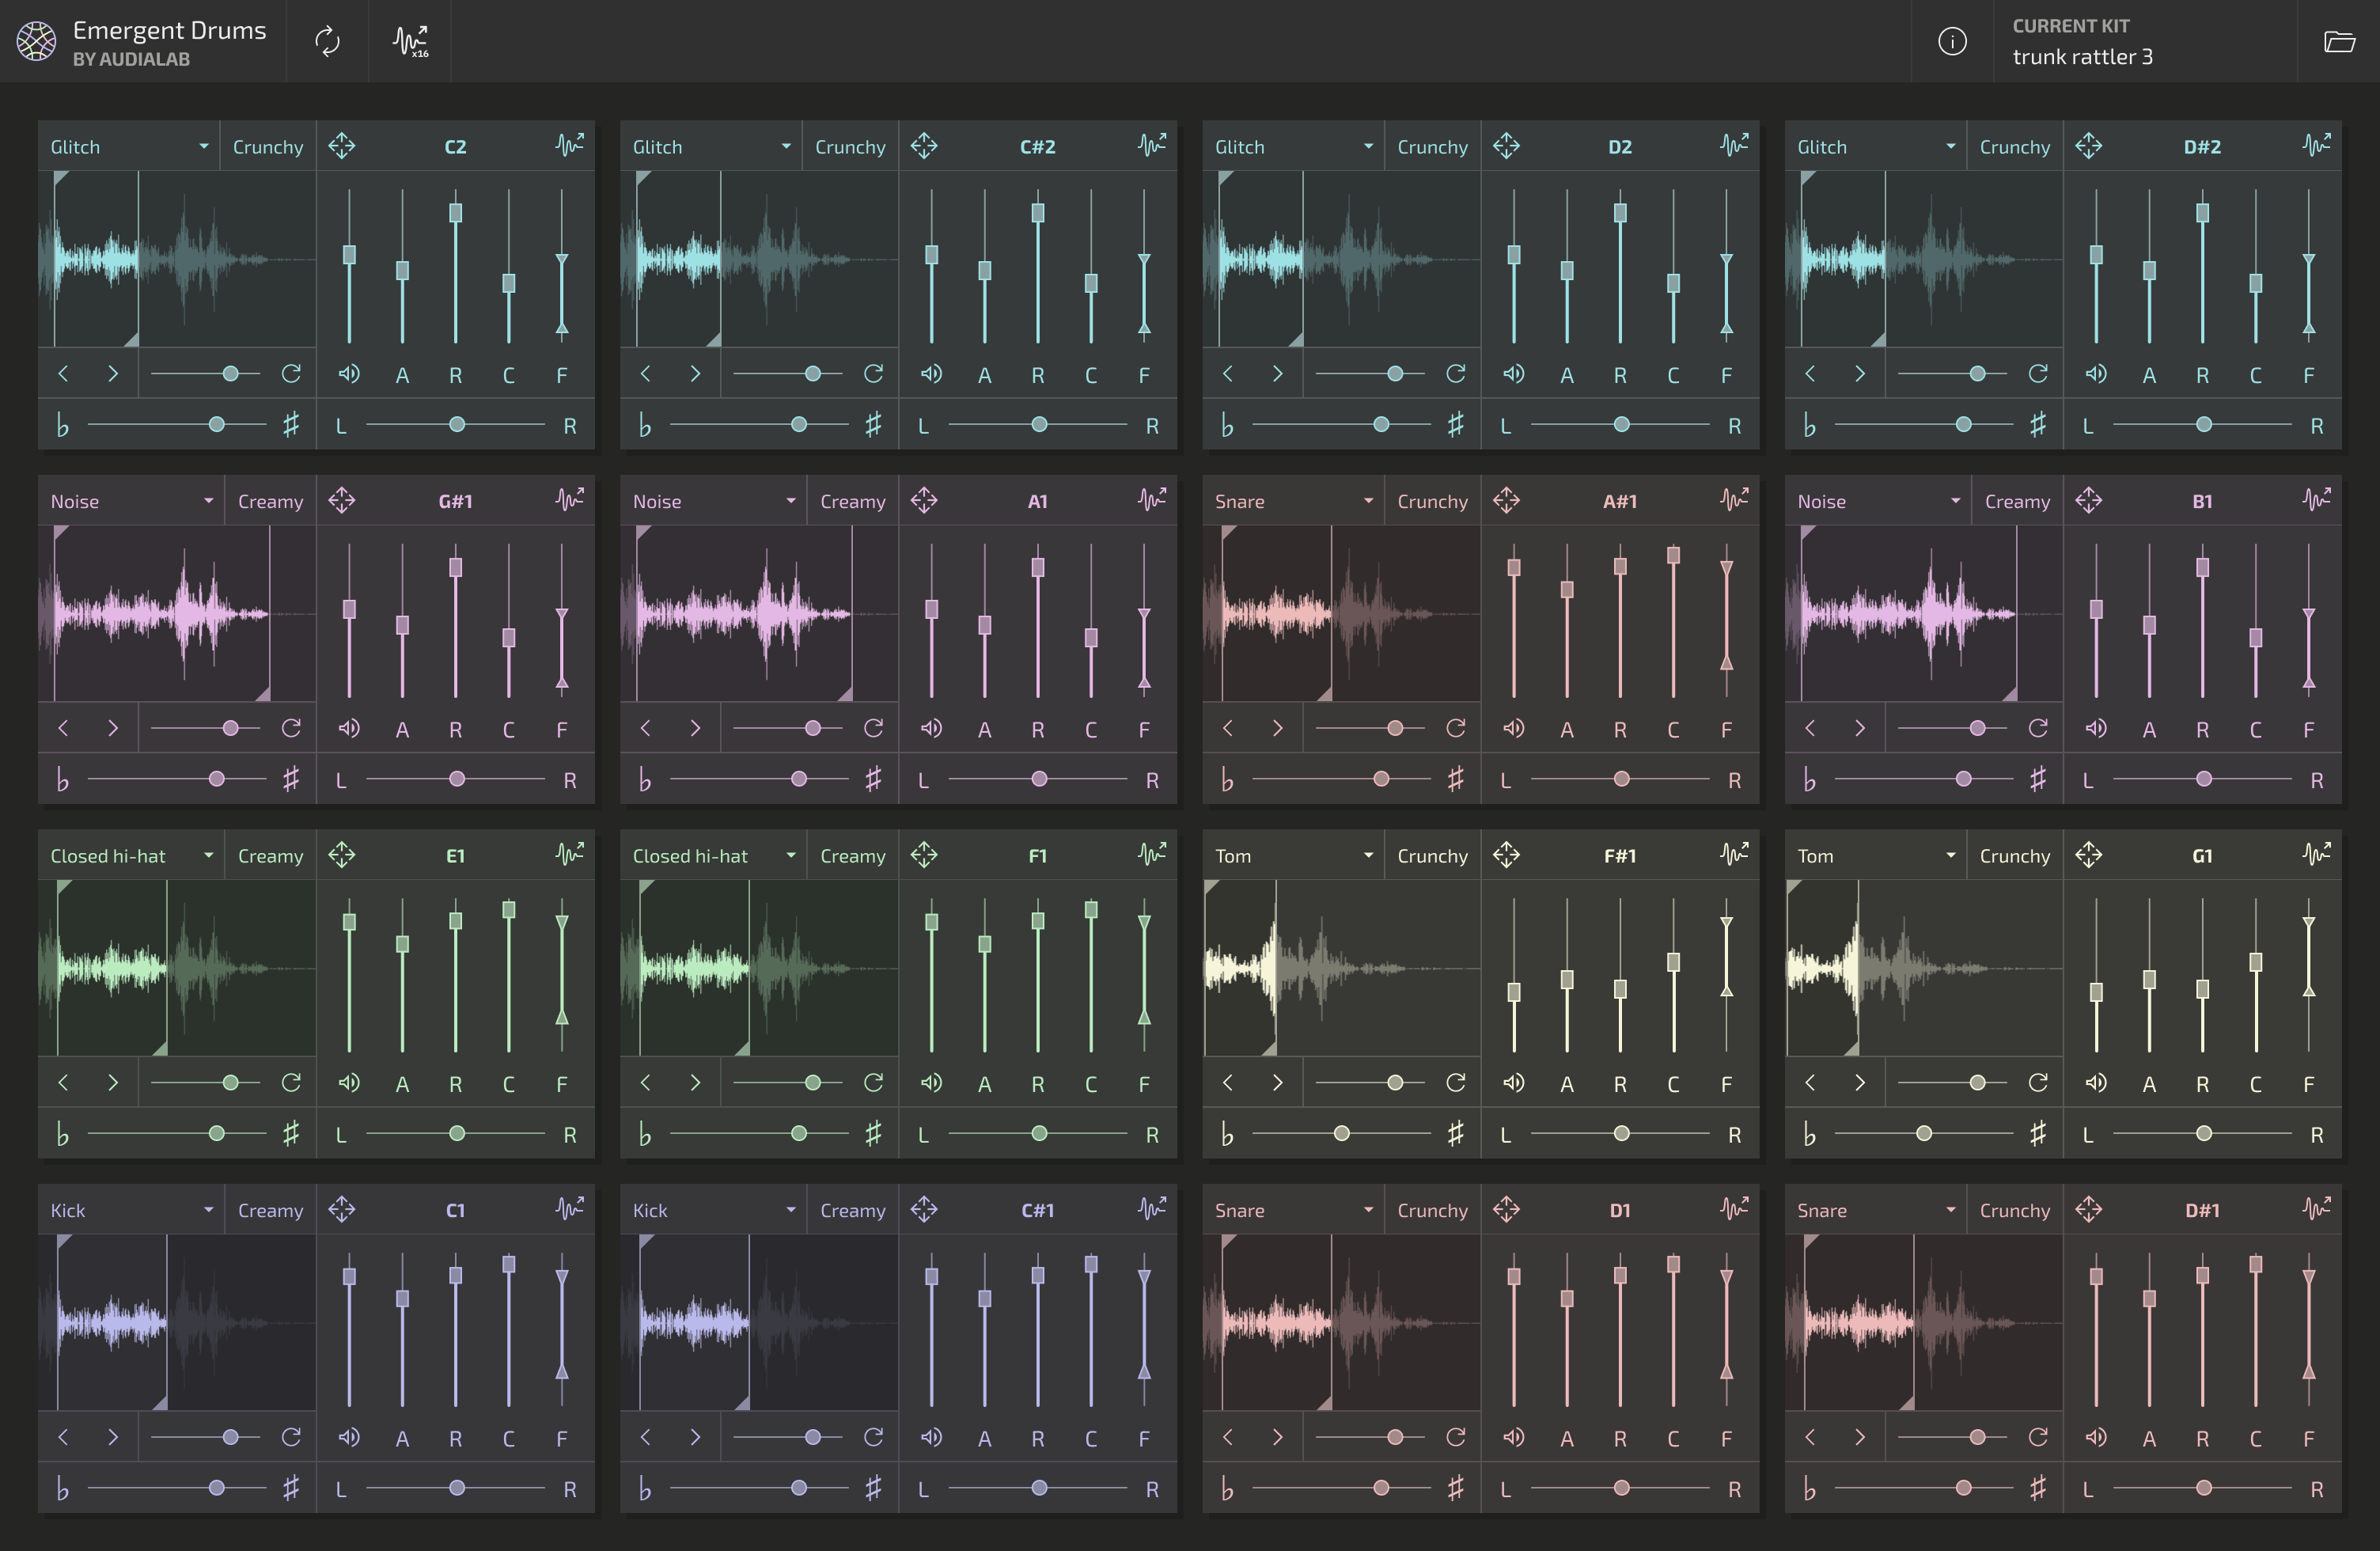 Emergent Drums
BY AUDIALAB
x16
CURRENT KIT
trunk rattler 3
Glitch Crunchy C2 Glitch Crunchy C#2 Glitch Crunchy D2 Glitch Crunchy D#2
A R C F A R C F A R C F A R C F
♭ ♯ L R ♭ ♯ L R ♭ ♯ L R ♭ ♯ L R
Noise Creamy G#1 Noise Creamy A1 Snare Crunchy A#1 Noise Creamy B1
A R C F A R C F A R C F A R C F
♭ ♯ L R ♭ ♯ L R ♭ ♯ L R ♭ ♯ L R
Closed hi-hat Creamy E1 Closed hi-hat Creamy F1 Tom Crunchy F#1 Tom Crunchy G1
A R C F A R C F A R C F A R C F
♭ ♯ L R ♭ ♯ L R ♭ ♯ L R ♭ ♯ L R
Kick Creamy C1 Kick Creamy C#1 Snare Crunchy D1 Snare Crunchy D#1
A R C F A R C F A R C F A R C F
♭ ♯ L R ♭ ♯ L R ♭ ♯ L R ♭ ♯ L R